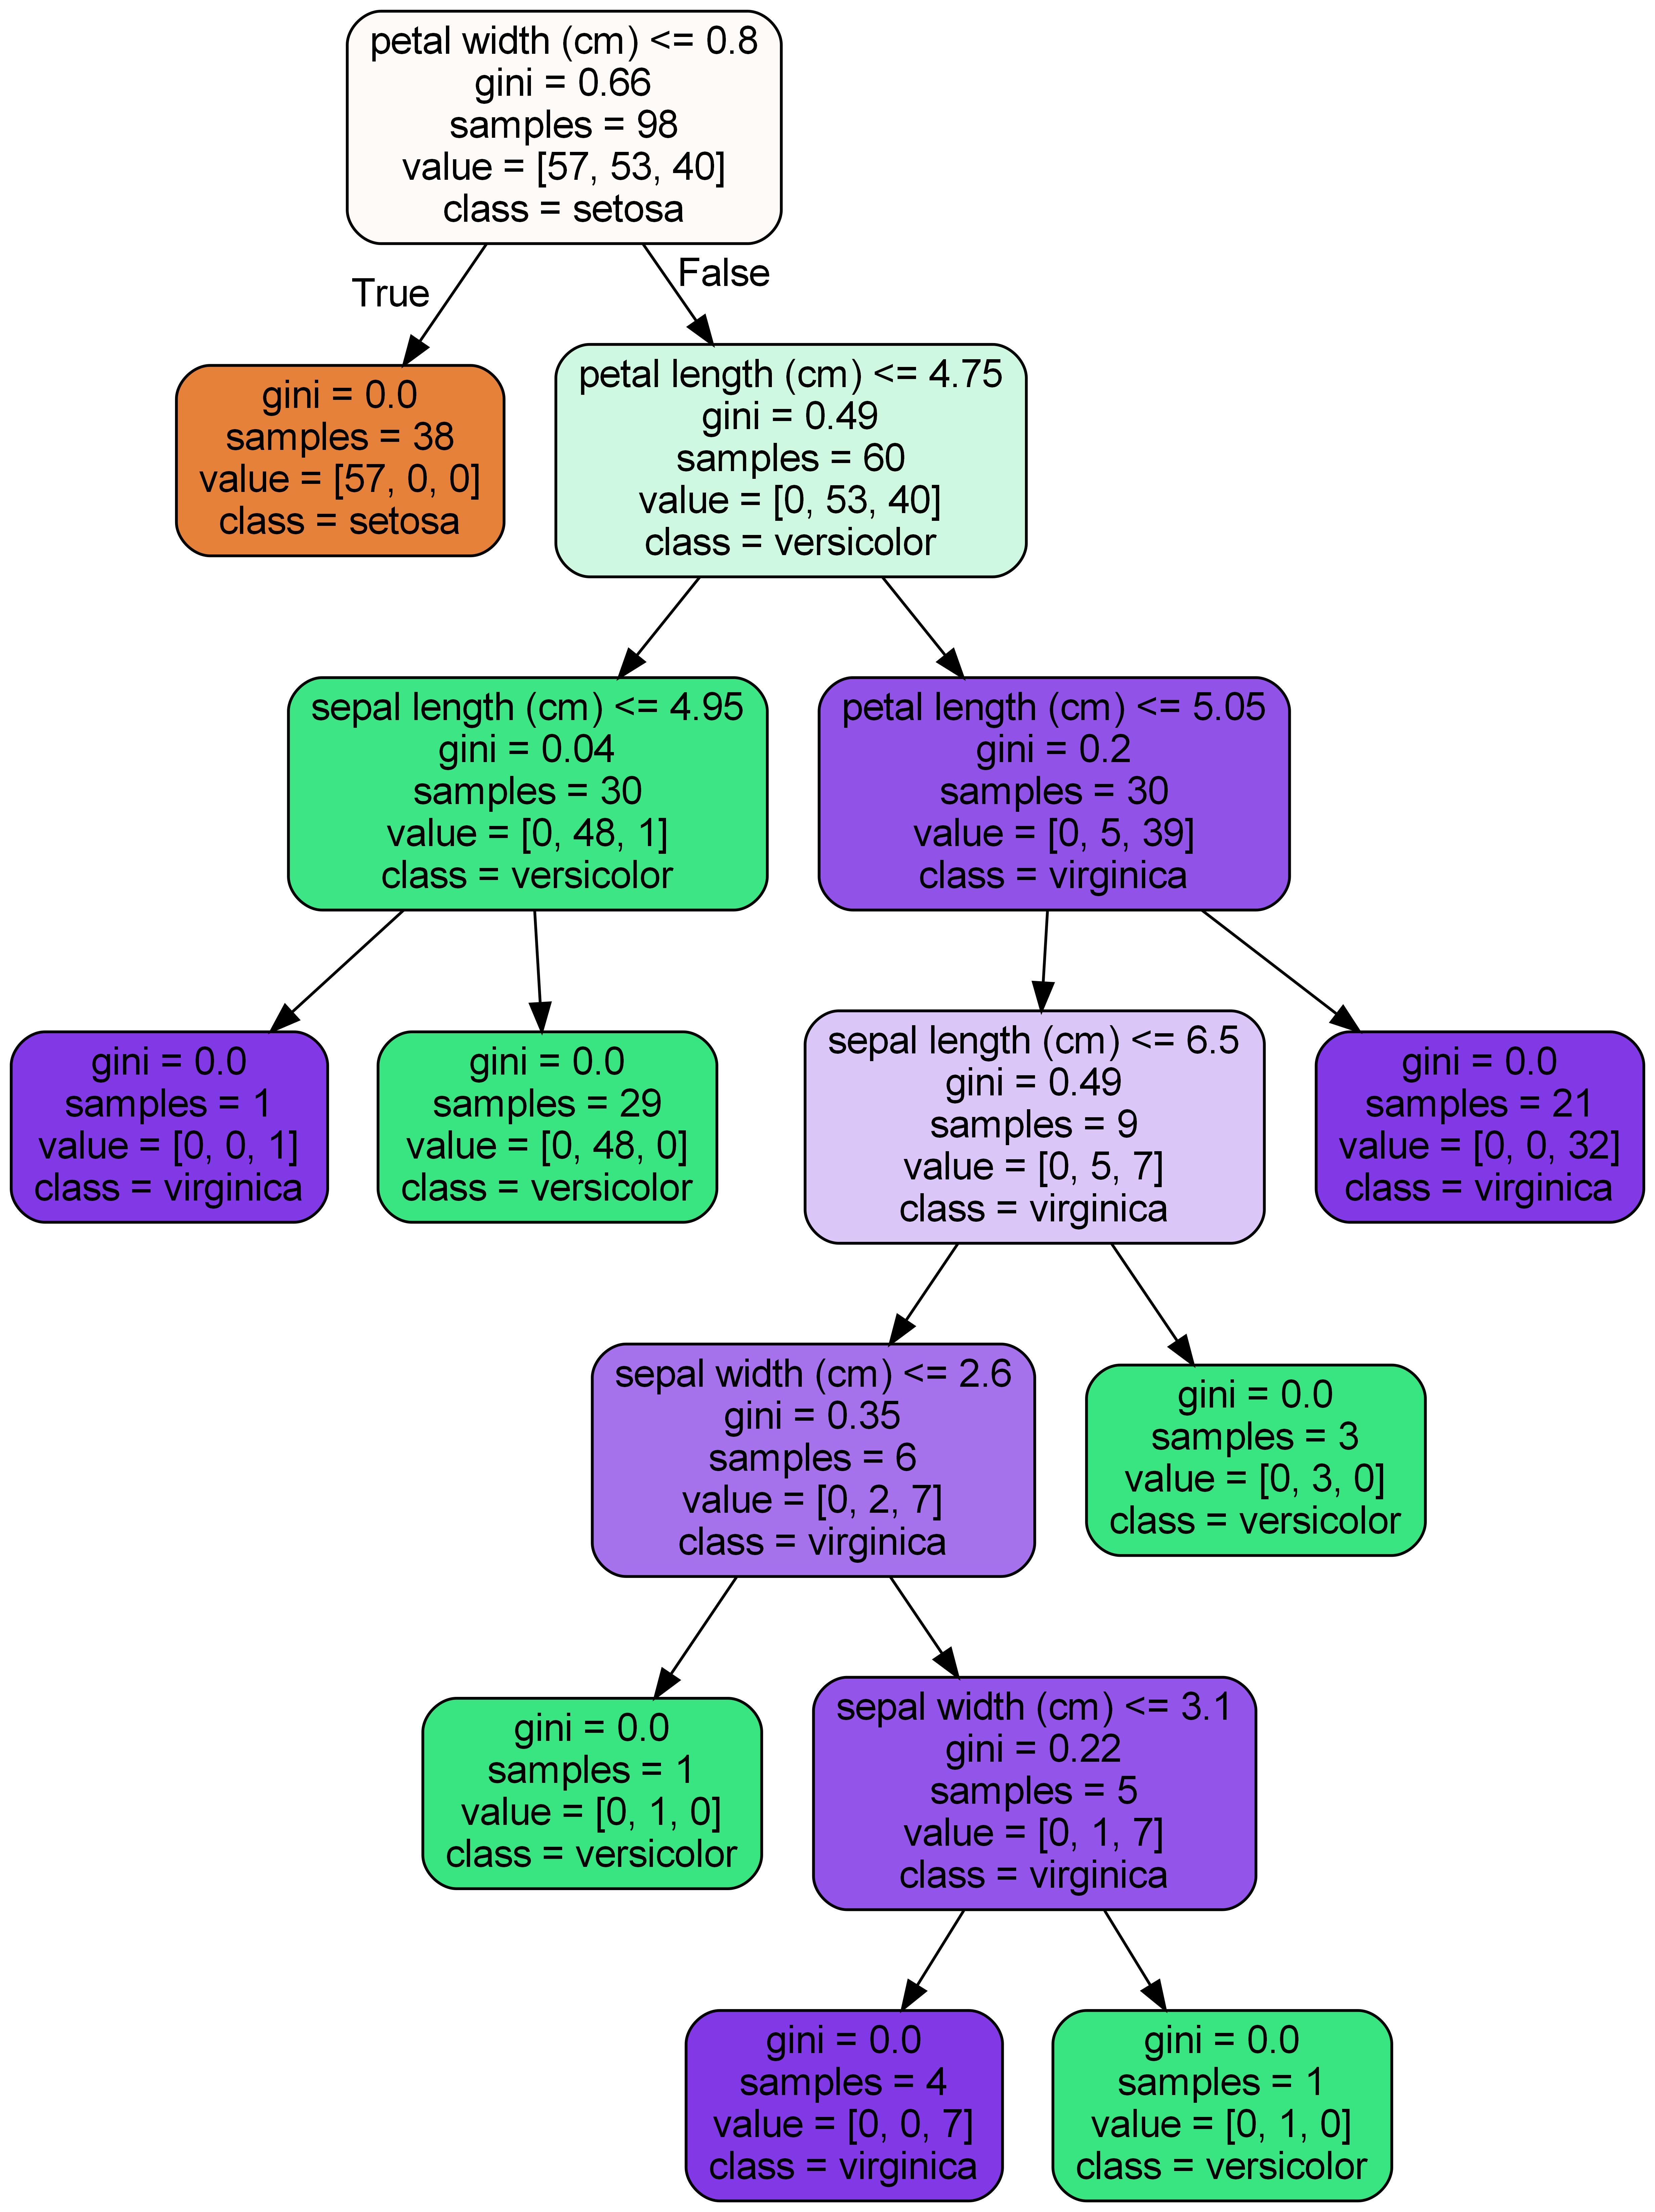 petal width (cm) <= 0.8
gini = 0.66
samples = 98
value = [57, 53, 40]
class = setosa
True
False
gini = 0.0
samples = 38
value = [57, 0, 0]
class = setosa
petal length (cm) <= 4.75
gini = 0.49
samples = 60
value = [0, 53, 40]
class = versicolor
sepal length (cm) <= 4.95
gini = 0.04
samples = 30
value = [0, 48, 1]
class = versicolor
petal length (cm) <= 5.05
gini = 0.2
samples = 30
value = [0, 5, 39]
class = virginica
gini = 0.0
samples = 1
value = [0, 0, 1]
class = virginica
gini = 0.0
samples = 29
value = [0, 48, 0]
class = versicolor
sepal length (cm) <= 6.5
gini = 0.49
samples = 9
value = [0, 5, 7]
class = virginica
gini = 0.0
samples = 21
value = [0, 0, 32]
class = virginica
sepal width (cm) <= 2.6
gini = 0.35
samples = 6
value = [0, 2, 7]
class = virginica
gini = 0.0
samples = 3
value = [0, 3, 0]
class = versicolor
gini = 0.0
samples = 1
value = [0, 1, 0]
class = versicolor
sepal width (cm) <= 3.1
gini = 0.22
samples = 5
value = [0, 1, 7]
class = virginica
gini = 0.0
samples = 4
value = [0, 0, 7]
class = virginica
gini = 0.0
samples = 1
value = [0, 1, 0]
class = versicolor